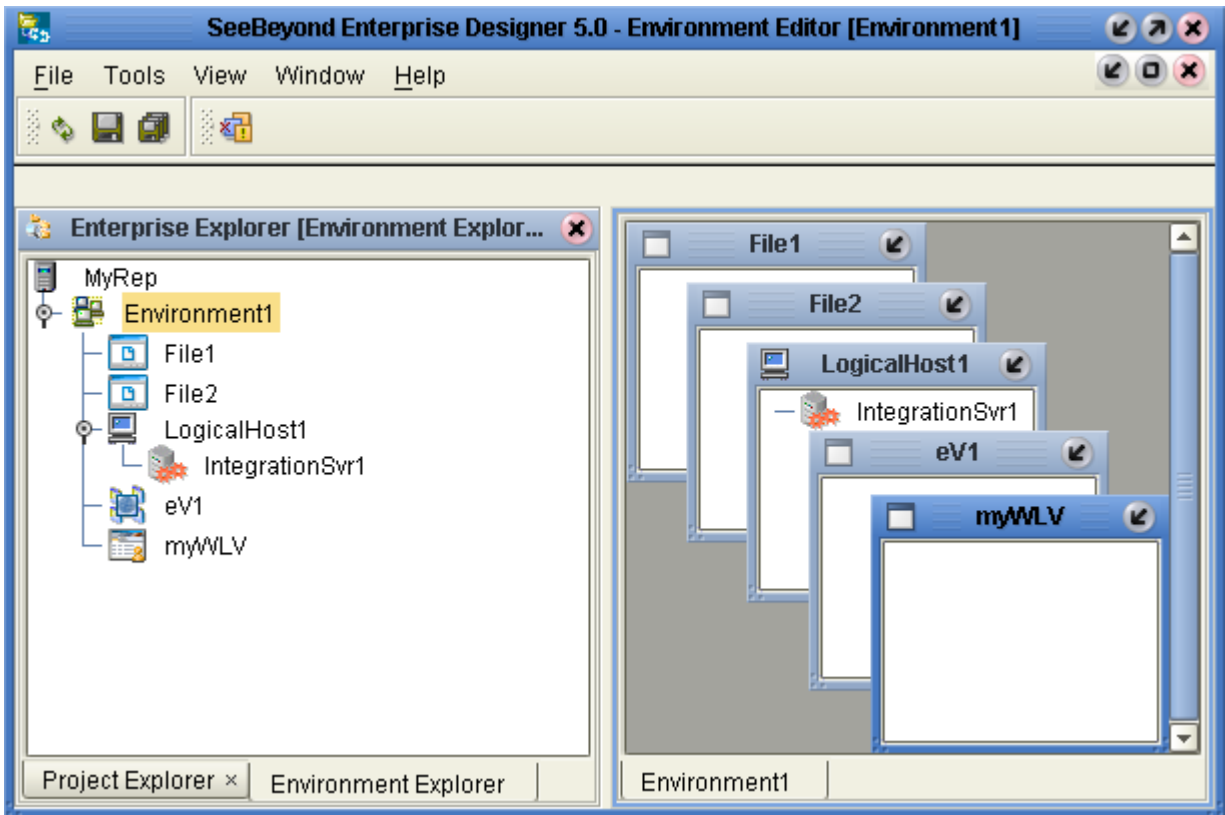 SeeBeyond Enterprise Designer 5.0 - Environment Editor [Environment1]
File Tools View Window Help
Enterprise Explorer [Environment Explor...
MyRep
Environment1
File1
File2
LogicalHost1
IntegrationSvr1
eV1
myWLV
Project Explorer × Environment Explorer
File1
File2
LogicalHost1
IntegrationSvr1
eV1
myWLV
Environment1